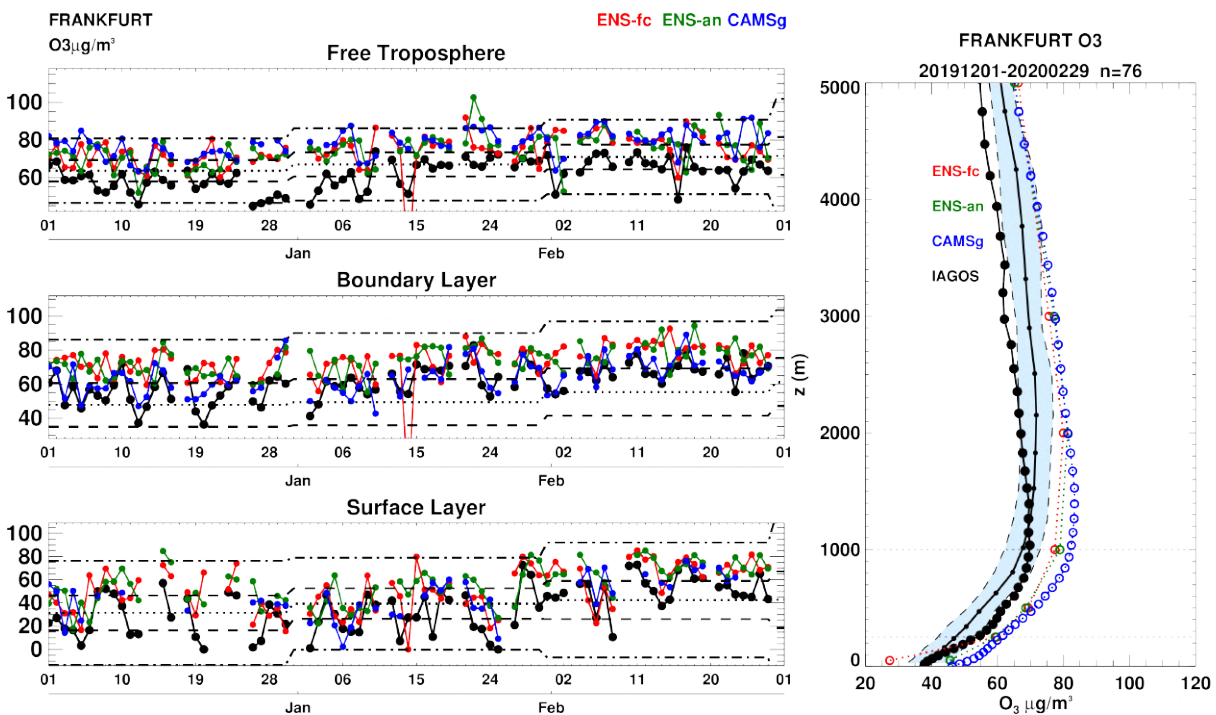 FRANKFURT
O3μg/m³
ENS-fc ENS-an CAMSg
Free Troposphere
100
80
60
01 10 19 28 06 15 24 02 11 20 01
Jan Feb
Boundary Layer
100
80
60
40
01 10 19 28 06 15 24 02 11 20 01
Jan Feb
Surface Layer
100
80
60
40
20
0
01 10 19 28 06 15 24 02 11 20 01
Jan Feb
FRANKFURT O3
20191201-20200229 n=76
5000
4000
3000
2000
1000
0
z (m)
ENS-fc
ENS-an
CAMSg
IAGOS
20 40 60 80 100 120
O₃ μg/m³